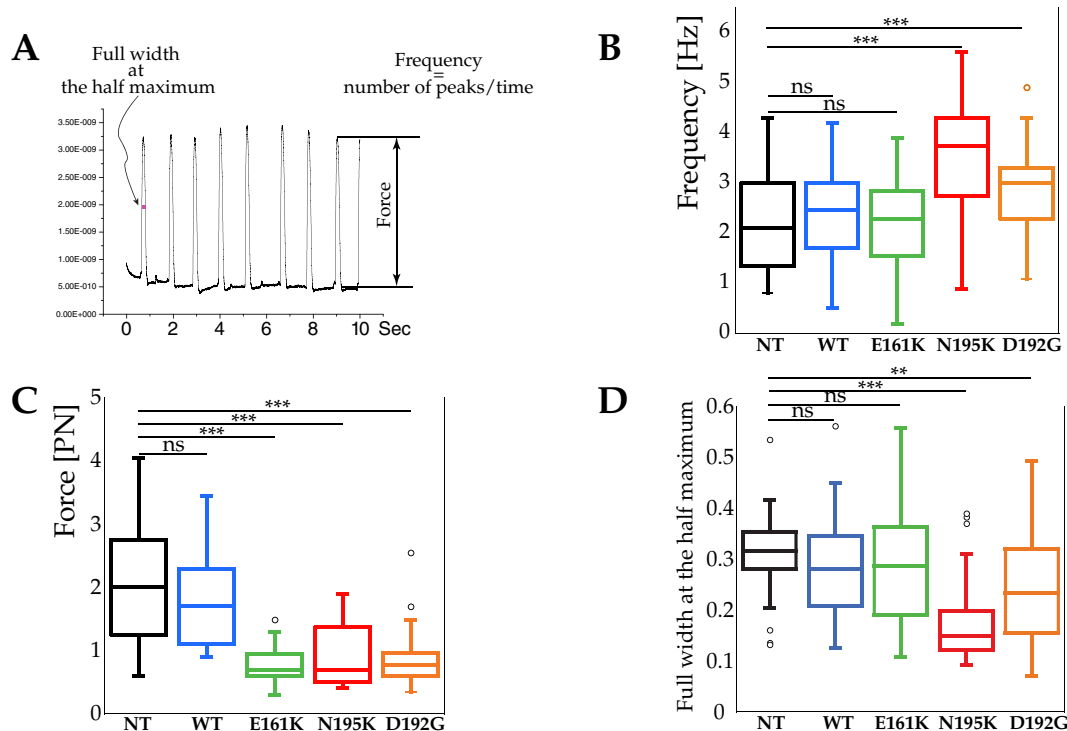 A
Full width
at
the half maximum
Frequency
=
number of peaks/time
3.50E-009
3.00E-009
2.50E-009
2.00E-009
1.50E-009
1.00E-009
5.00E-010
0.00E+000
Force
0 2 4 6 8 10 Sec
B
Frequency [Hz]
6
5
4
3
2
1
0
***
***
ns
ns
NT WT E161K N195K D192G
C
Force [PN]
5
4
3
2
1
0
***
***
***
ns
NT WT E161K N195K D192G
D
Full width at the half maximum
0.6
0.5
0.4
0.3
0.2
0.1
0
**
***
ns
ns
NT WT E161K N195K D192G